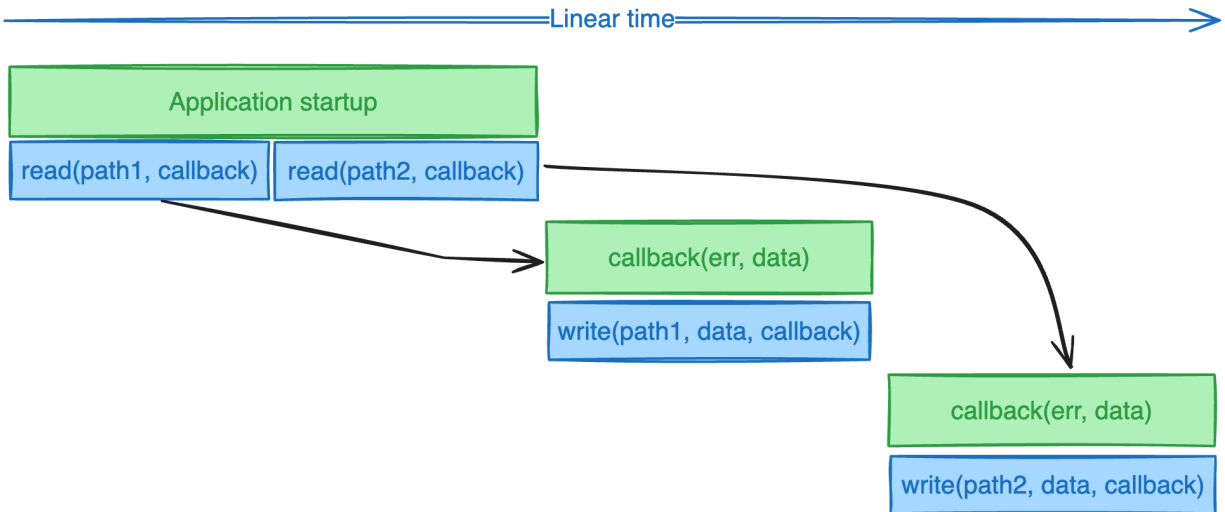 Linear time
Application startup
read(path1, callback)
read(path2, callback)
callback(err, data)
write(path1, data, callback)
callback(err, data)
write(path2, data, callback)